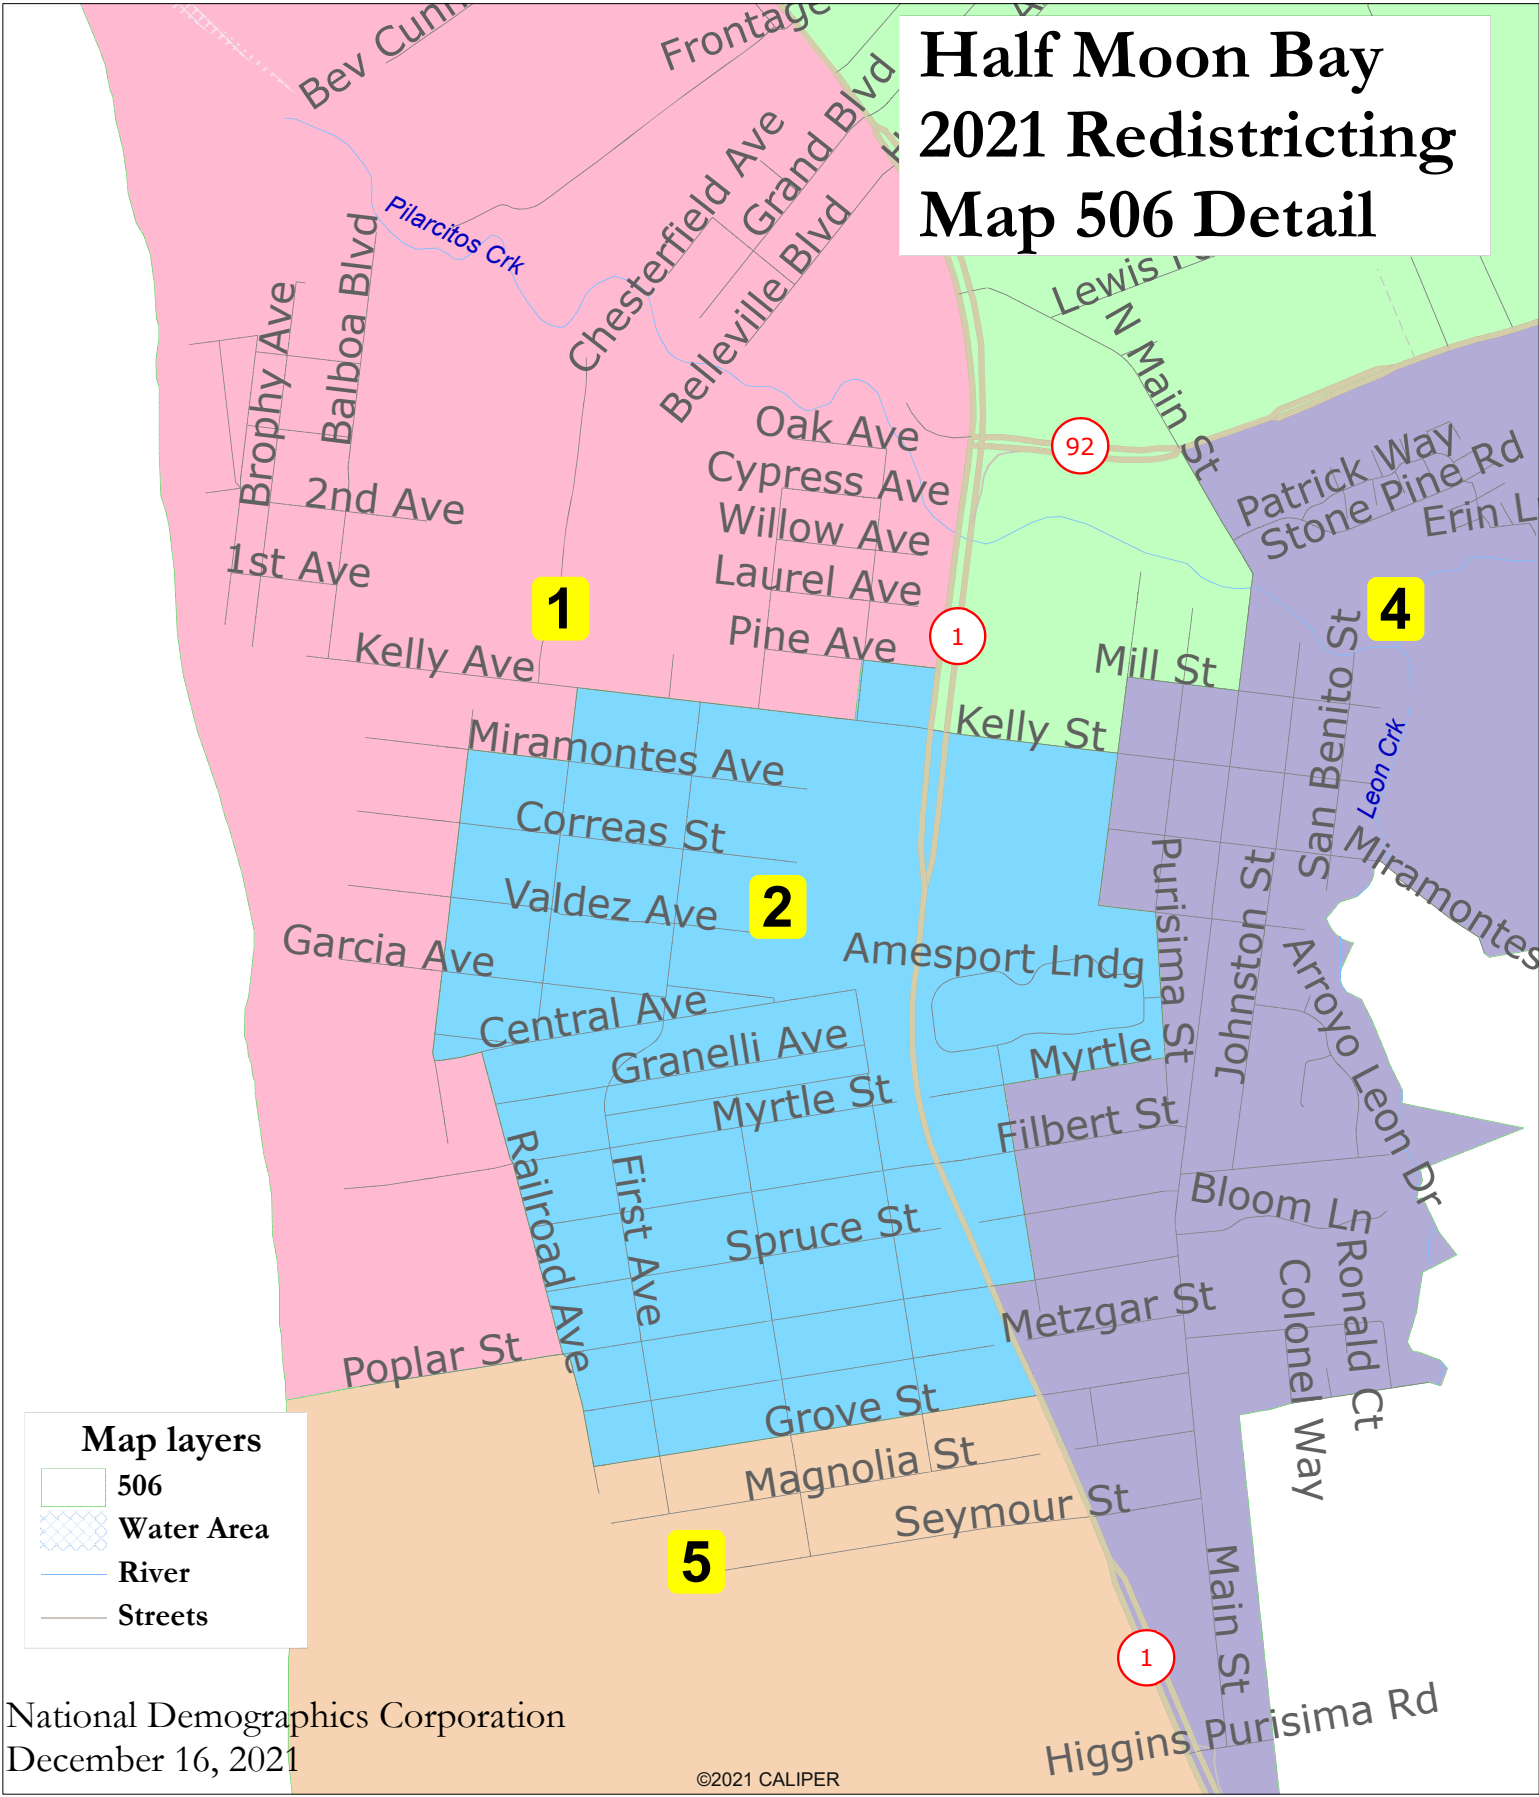 Half Moon Bay
2021 Redistricting
Map 506 Detail
Frontage
Grand Blvd
Chesterfield Ave
Belleville Blvd
Pilarcitos Crk
Balboa Blvd
Brophy Ave
Lewis
N Main St
92
Oak Ave
Cypress Ave
Willow Ave
Laurel Ave
Pine Ave
2nd Ave
1st Ave
Patrick Way
Stone Pine Rd
Erin L
1
4
1
Kelly Ave
Mill St
Kelly St
San Benito St
Leon Crk
Miramontes Ave
Correas St
Valdez Ave
2
Garcia Ave
Amesport Lndg
Purisima St
Johnston St
Miramontes
Arroyo Leon Dr
Central Ave
Granelli Ave
Myrtle St
Myrtle
Filbert St
Railroad Ave
First Ave
Spruce St
Bloom Ln
Ronald Ct
Colonel Way
Metzgar St
Poplar St
Grove St
Magnolia St
Seymour St
5
Main St
1
Higgins Purisima Rd
Map layers
506
Water Area
River
Streets
National Demographics Corporation
December 16, 2021
©2021 CALIPER